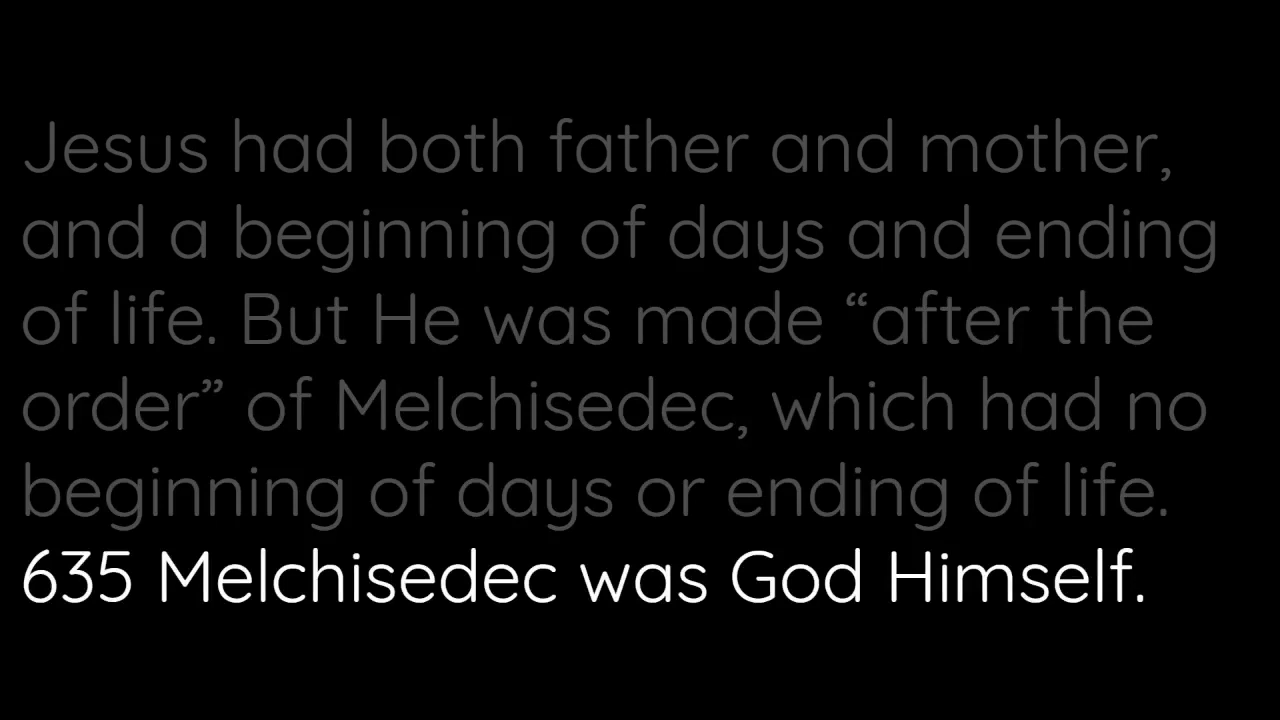 Jesus had both father and mother,
and a beginning of days and ending
of life. But He was made “after the
order” of Melchisedec, which had no
beginning of days or ending of life.
635 Melchisedec was God Himself.